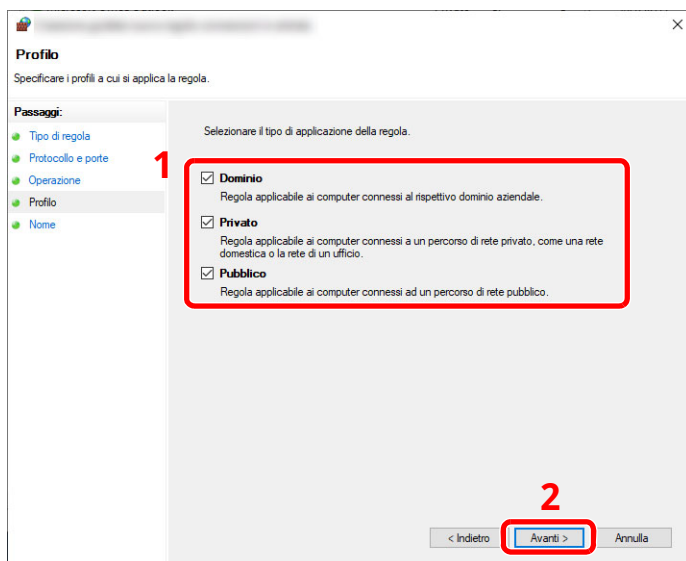 Profilo
Specificare i profili a cui si applica la regola.
Passaggi:
Tipo di regola
Protocollo e porte
Operazione
Profilo
Nome
Selezionare il tipo di applicazione della regola.
1
Dominio
Regola applicabile ai computer connessi al rispettivo dominio aziendale.
Privato
Regola applicabile ai computer connessi a un percorso di rete privato, come una rete
domestica o la rete di un ufficio.
Pubblico
Regola applicabile ai computer connessi ad un percorso di rete pubblico.
2
< Indietro
Avanti >
Annulla